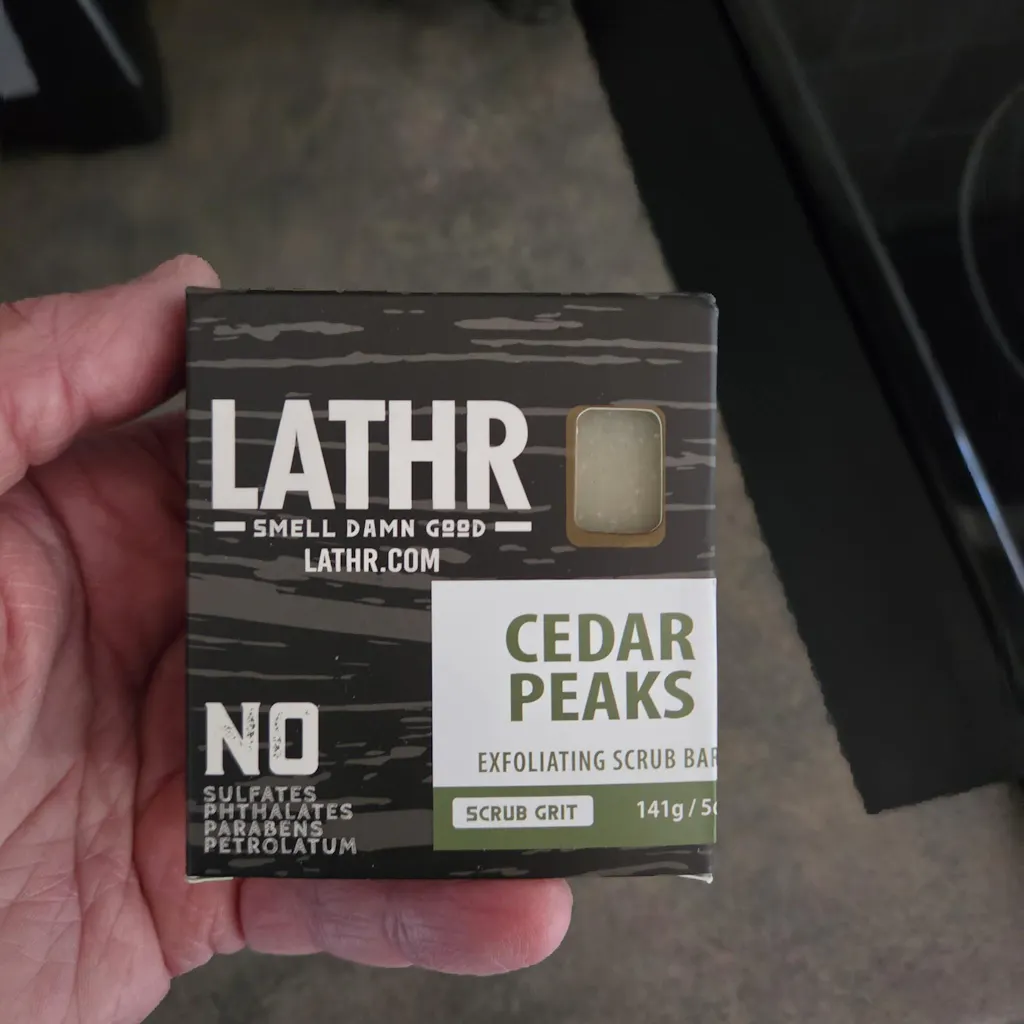 LATHR
SMELL DAMN GOOD
LATHR.COM
CEDAR
PEAKS
EXFOLIATING SCRUB BAR
SCRUB GRIT 141g / 5
NO
SULFATES
PHTHALATES
PARABENS
PETROLATUM